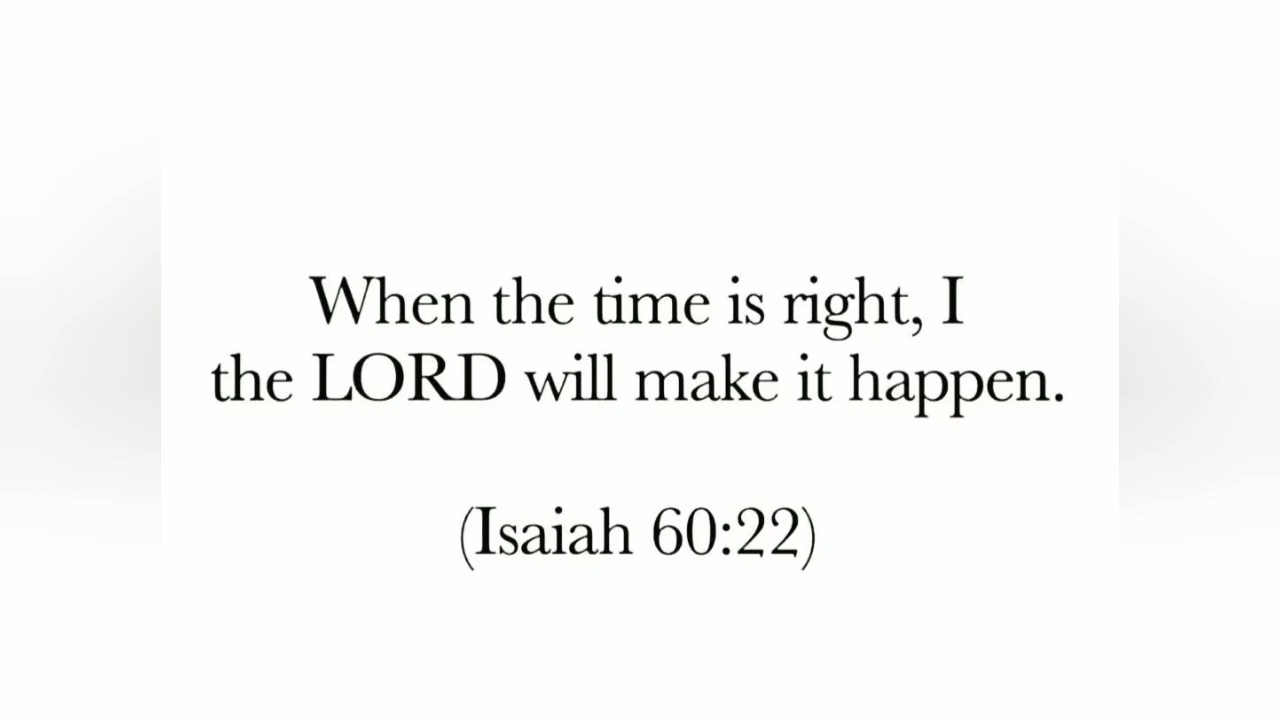 When the time is right, I
the LORD will make it happen.
(Isaiah 60:22)